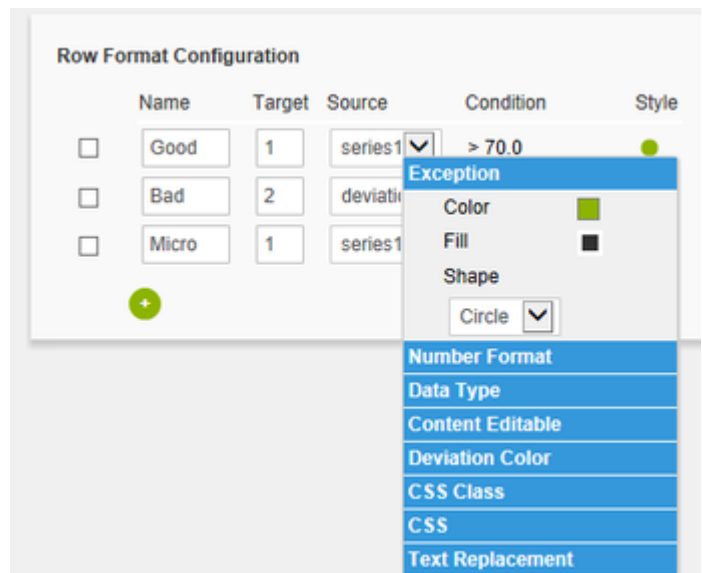 Row Format Configuration
Name Target Source Condition Style
Good 1 series1 > 70.0
Exception
Bad 2
Color
Fill
Micro 1 series1
Shape
+
Circle
Number Format
Data Type
Content Editable
Deviation Color
CSS Class
CSS
Text Replacement